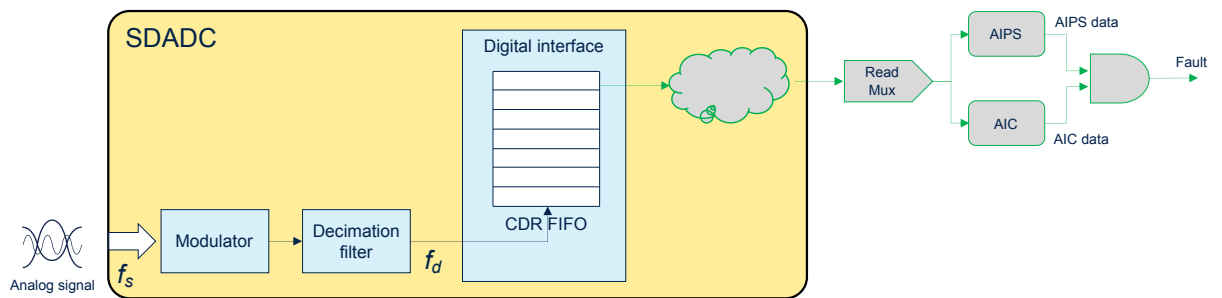 SDADC
Digital interface
CDR FIFO
Modulator
Decimation
filter
fs
fd
Analog signal
Read
Mux
AIPS
AIPS data
AIC
AIC data
Fault